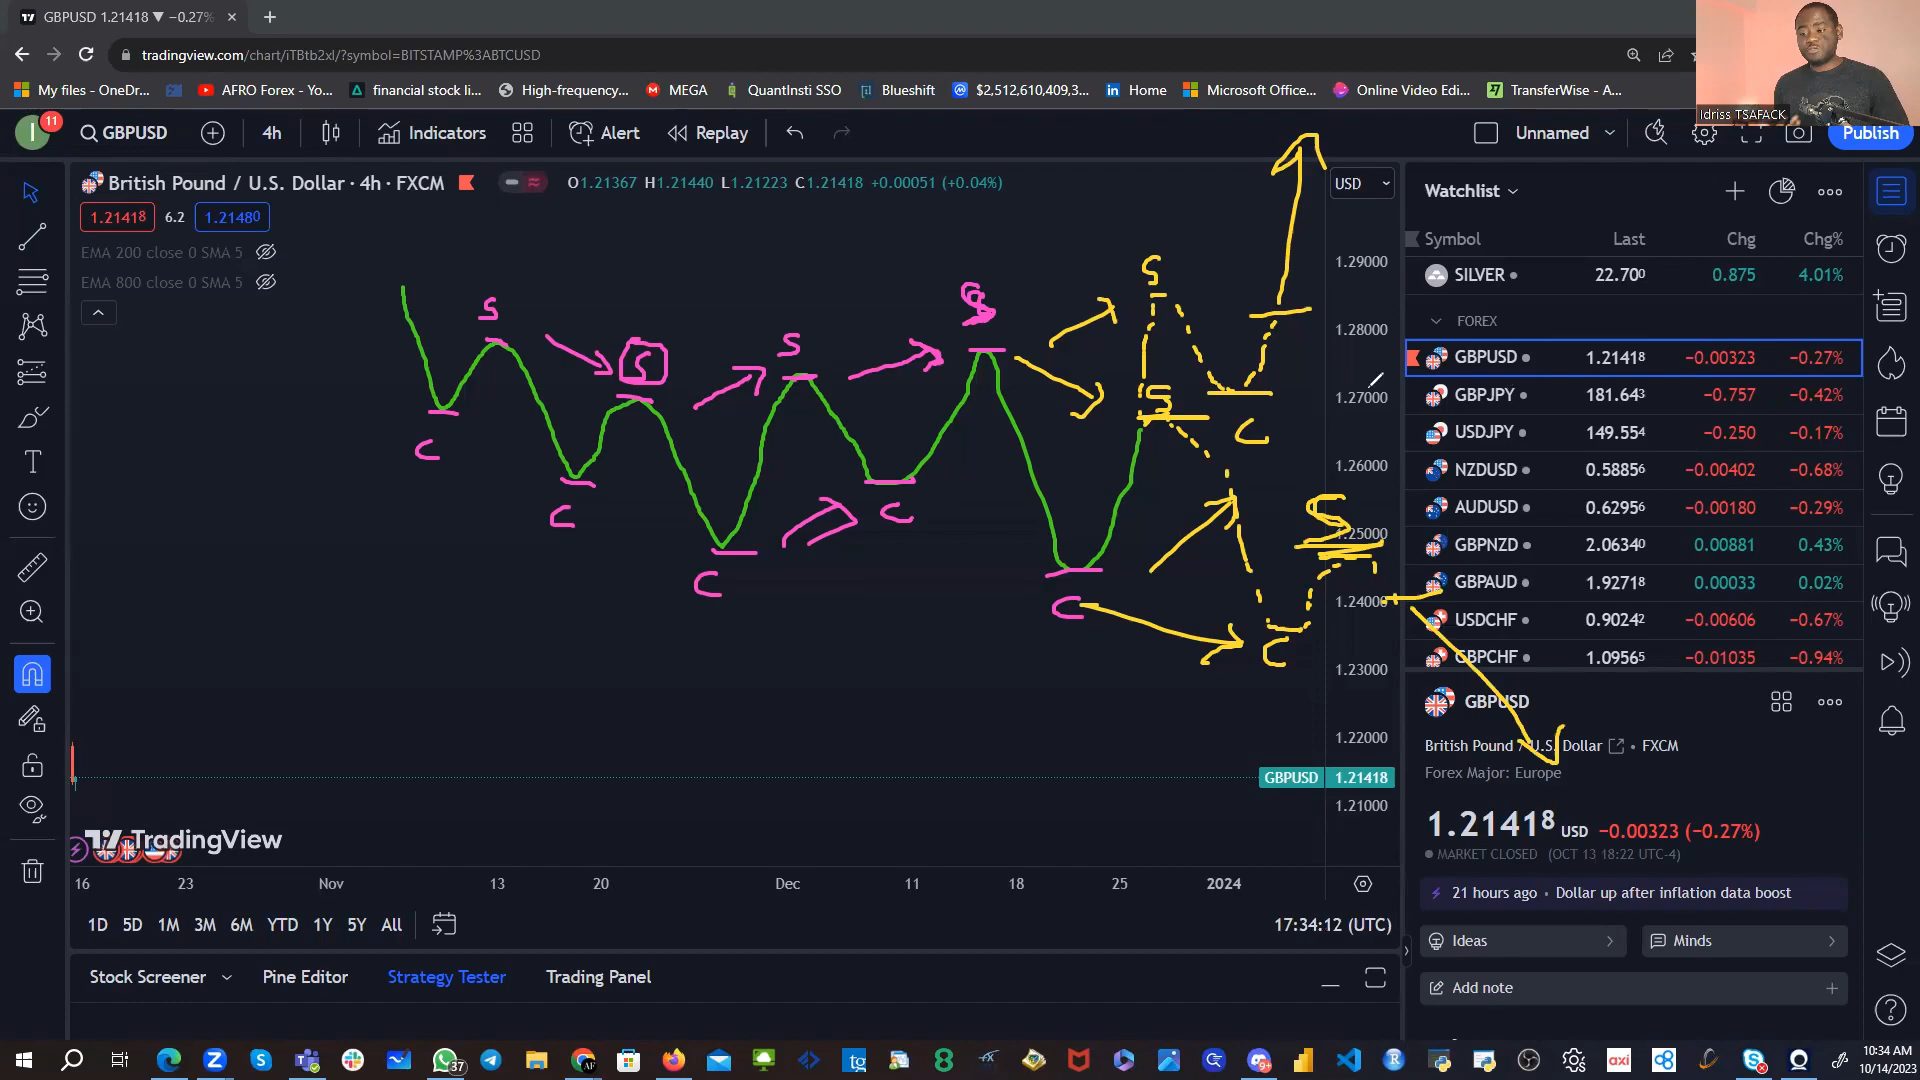 GBPUSD 1.21418 ▼ −0.27%
tradingview.com/chart/iTBtb2xl/?symbol=BITSTAMP%3ABTCUSD
My files - OneDr...
AFRO Forex - Yo...
financial stock li...
High-frequency...
MEGA
QuantInsti SSO
Blueshift
$2,512,610,409,3...
Home
Microsoft Office...
Online Video Edi...
TransferWise - A...
Idriss TSAFACK
I
11
GBPUSD
4h
Indicators
Alert
Replay
Unnamed
Publish
British Pound / U.S. Dollar · 4h · FXCM
O1.21367 H1.21440 L1.21223 C1.21418 +0.00051 (+0.04%)
1.21418 6.2 1.21480
EMA 200 close 0 SMA 5
EMA 800 close 0 SMA 5
USD
1.29000
1.28000
1.27000
1.26000
1.25000
1.24000
1.23000
1.22000
GBPUSD 1.21418
1.21000
S
S
S
S
S
S
S
C
C
C
C
C
C
C
TradingView
16 23 Nov 13 20 Dec 11 18 25 2024
1D 5D 1M 3M 6M YTD 1Y 5Y All
17:34:12 (UTC)
Stock Screener
Pine Editor
Strategy Tester
Trading Panel
Watchlist
Symbol Last Chg Chg%
SILVER 22.700 0.875 4.01%
FOREX
GBPUSD 1.21418 −0.00323 −0.27%
GBPJPY 181.643 −0.757 −0.42%
USDJPY 149.554 −0.250 −0.17%
NZDUSD 0.58856 −0.00402 −0.68%
AUDUSD 0.62956 −0.00180 −0.29%
GBPNZD 2.06340 0.00881 0.43%
GBPAUD 1.92718 0.00033 0.02%
USDCHF 0.90242 −0.00606 −0.67%
GBPCHF 1.09565 −0.01035 −0.94%
GBPUSD
British Pound / U.S. Dollar • FXCM
Forex Major: Europe
1.21418 USD −0.00323 (−0.27%)
MARKET CLOSED (OCT 13 18:22 UTC-4)
21 hours ago · Dollar up after inflation data boost
Ideas
Minds
Add note
37
tg
8
9+
R
axi
10:34 AM
10/14/2023